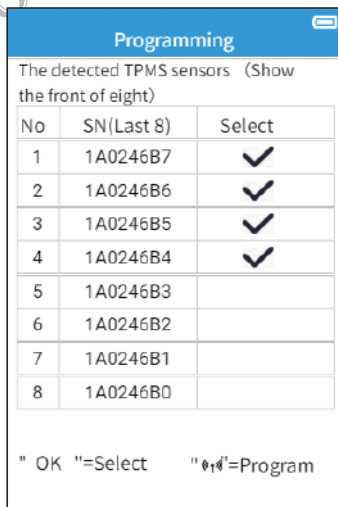 Programming
The detected TPMS sensors （Show
the front of eight）
No SN(Last 8) Select
1 1A0246B7
2 1A0246B6
3 1A0246B5
4 1A0246B4
5 1A0246B3
6 1A0246B2
7 1A0246B1
8 1A0246B0
" OK "=Select " "=Program